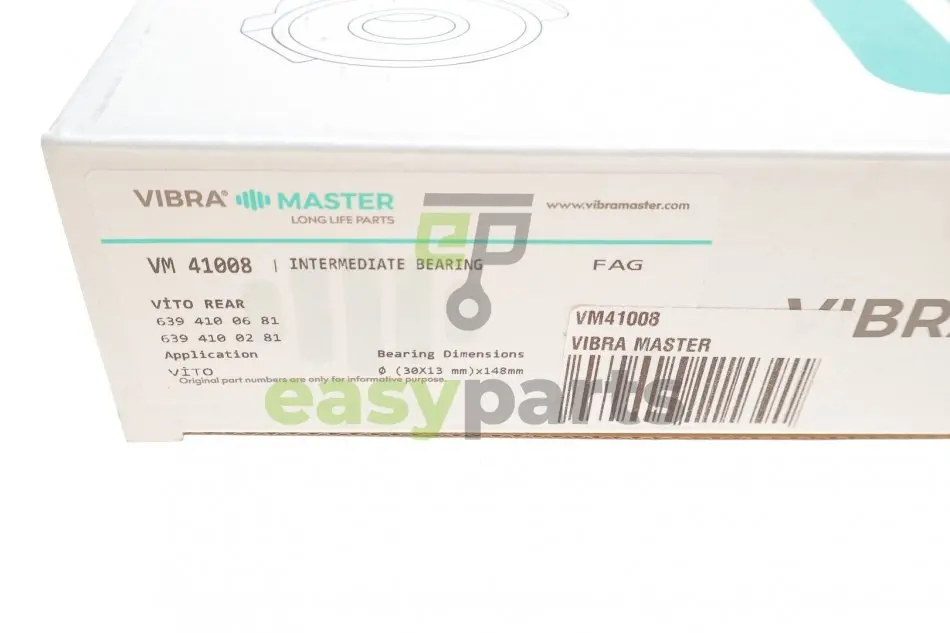 VIBRA® MASTER
LONG LIFE PARTS
www.vibramaster.com
VM 41008 | INTERMEDIATE BEARING
FAG
VİTO REAR
639 410 06 81
639 410 02 81
Application
VİTO
Bearing Dimensions
Ø (30X13 mm)x148mm
Original part numbers are only for informative purpose.
VM41008
VIBRA MASTER
VIBR
ep
easyparts